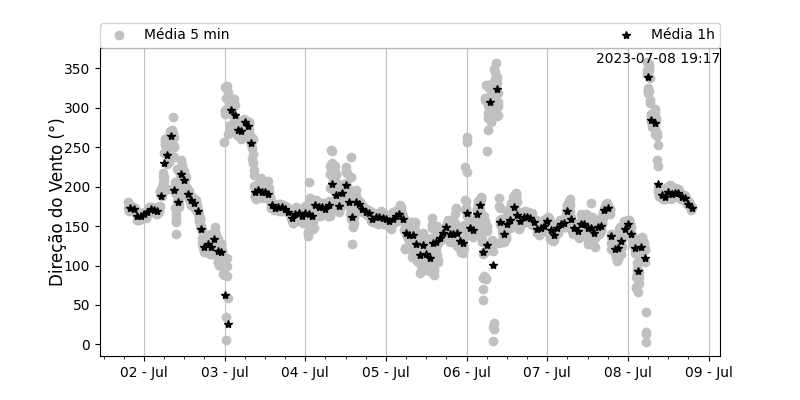 Média 5 min
Média 1h
2023-07-08 19:17
Direção do Vento (°)
350
300
250
200
150
100
50
0
02 - Jul
03 - Jul
04 - Jul
05 - Jul
06 - Jul
07 - Jul
08 - Jul
09 - Jul